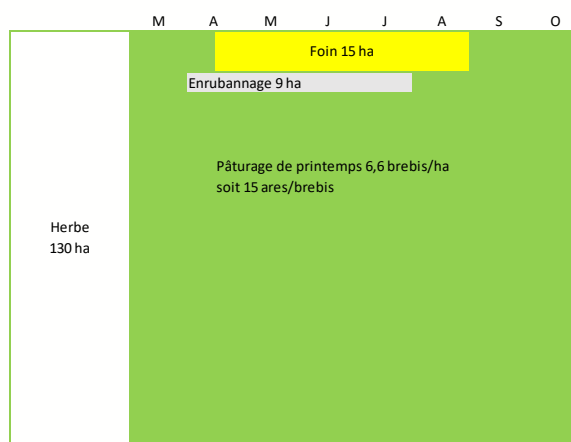 M A M J J A S O
Foin 15 ha
Enrubannage 9 ha
Pâturage de printemps 6,6 brebis/ha
soit 15 ares/brebis
Herbe
130 ha